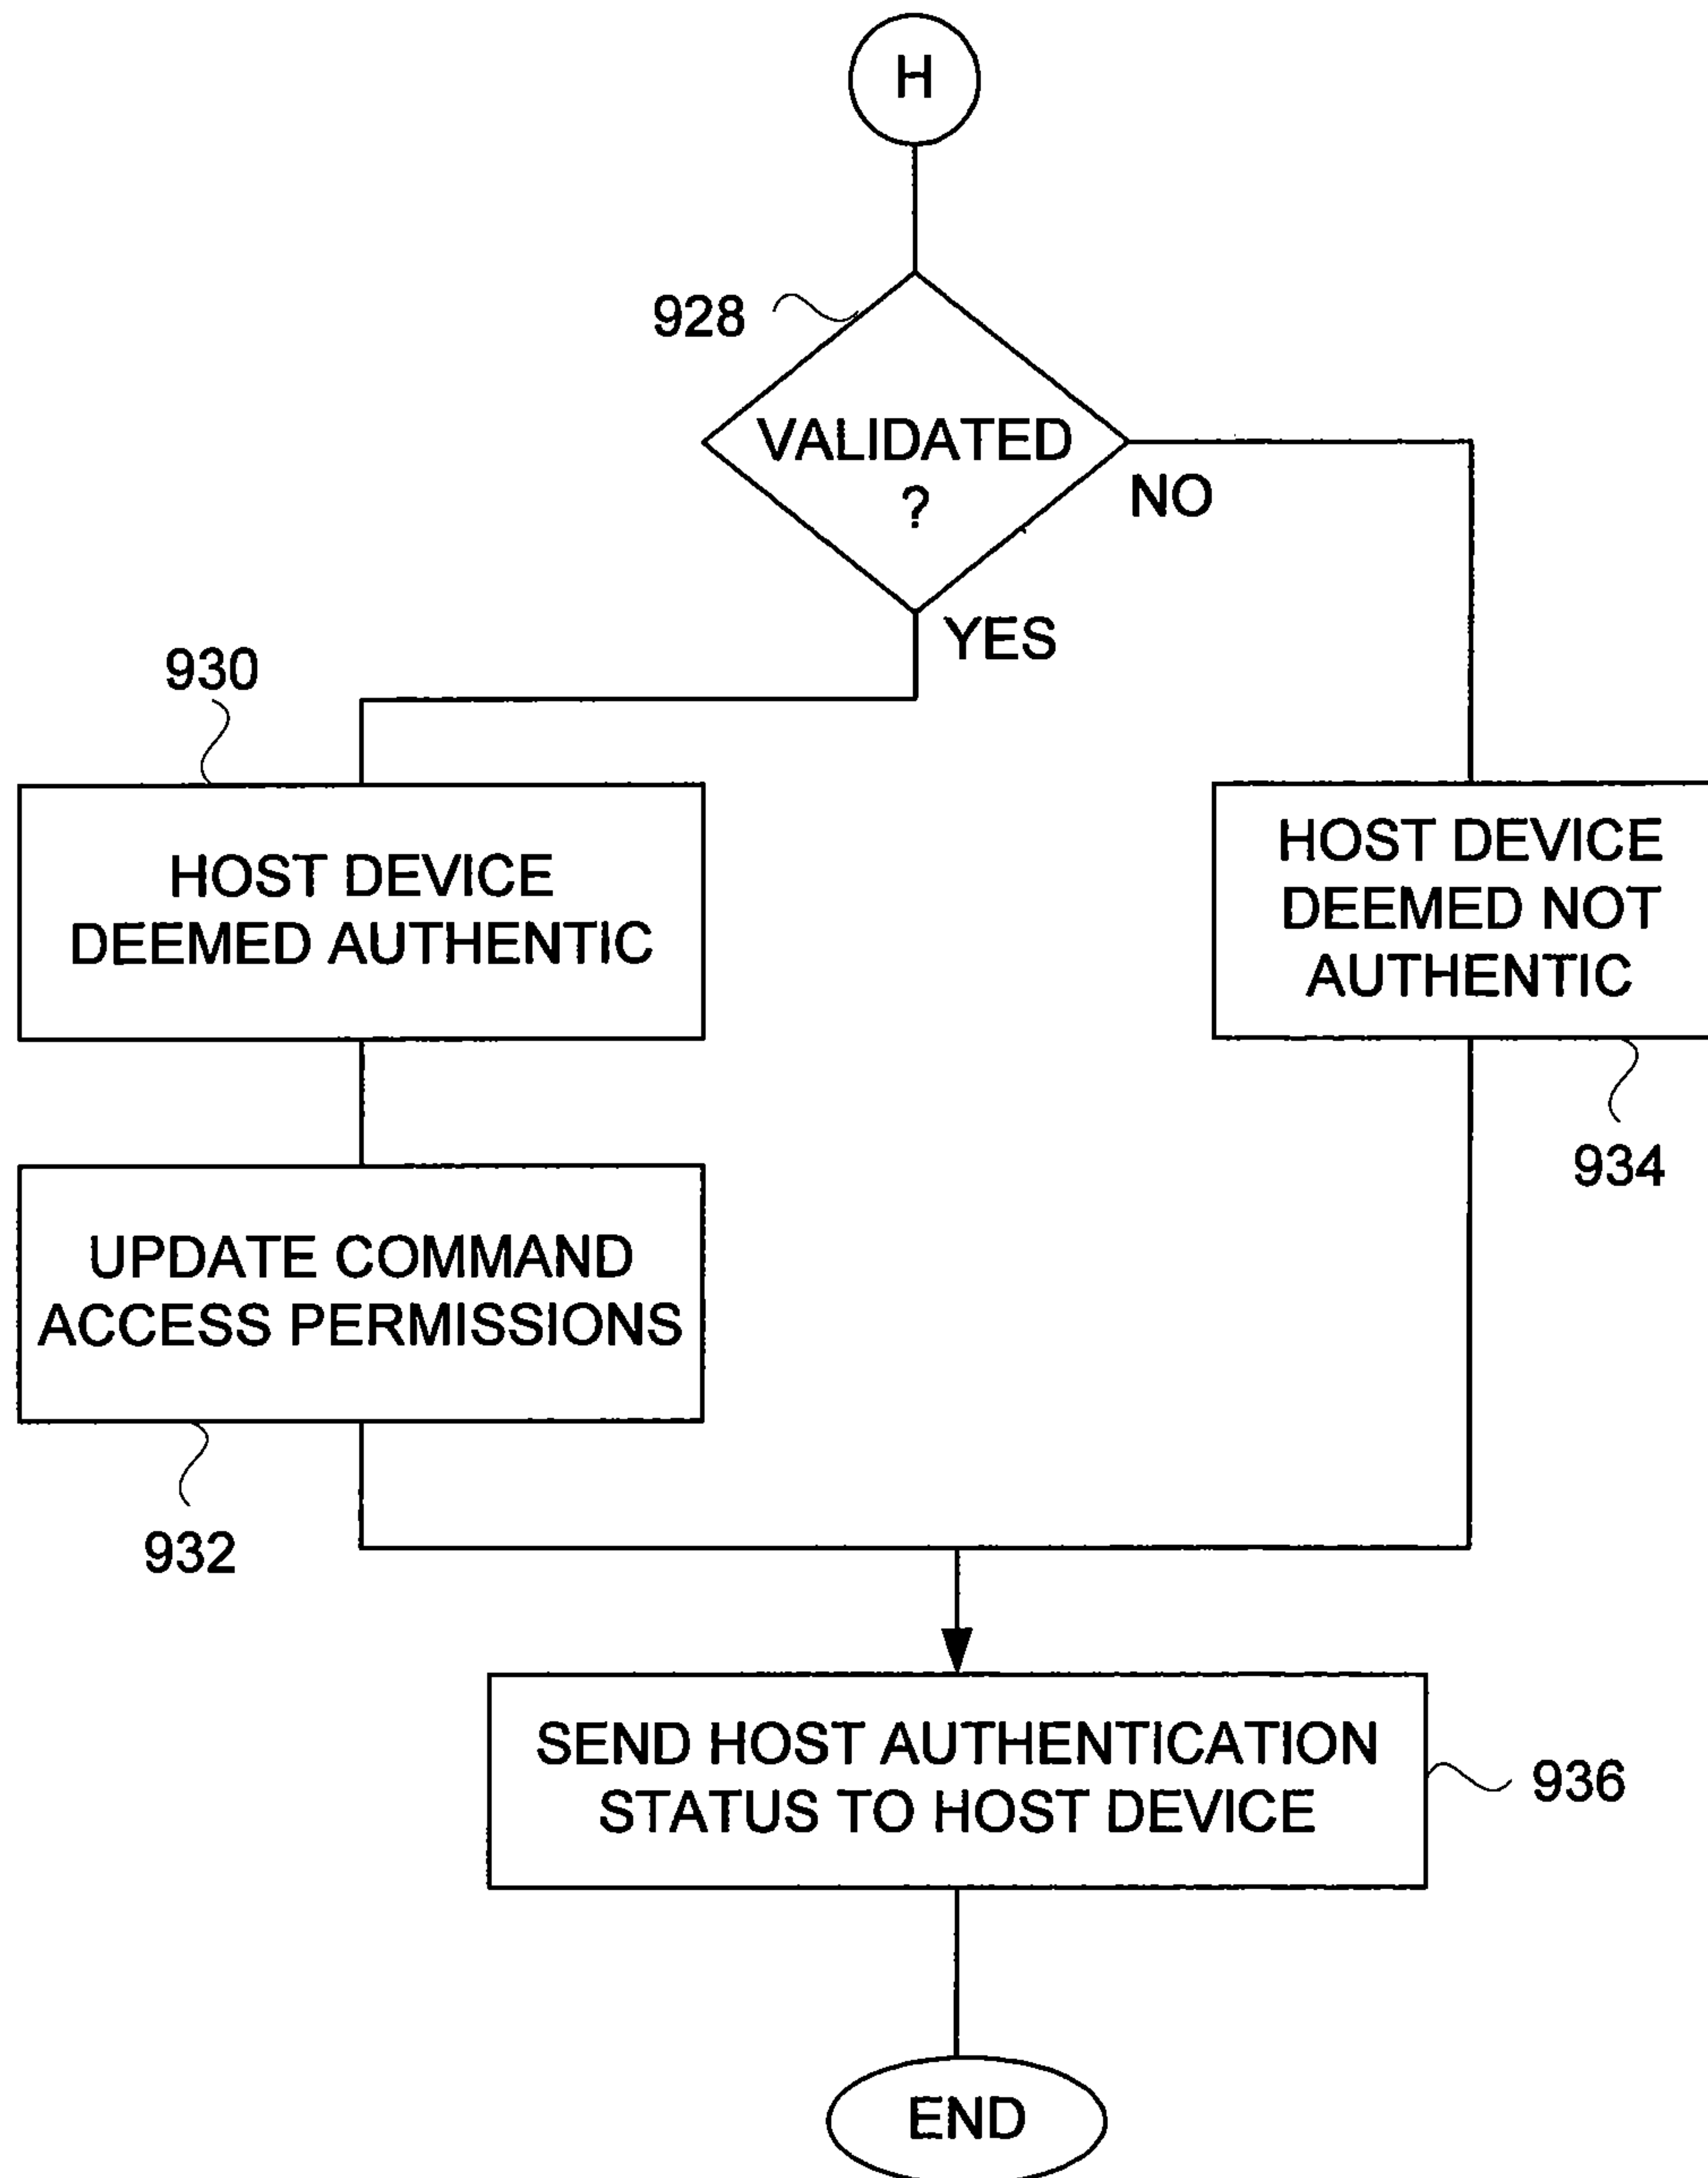 H
928
VALIDATED
?
NO
YES
930
HOST DEVICE
DEEMED AUTHENTIC
HOST DEVICE
DEEMED NOT
AUTHENTIC
934
UPDATE COMMAND
ACCESS PERMISSIONS
932
SEND HOST AUTHENTICATION
STATUS TO HOST DEVICE
936
END